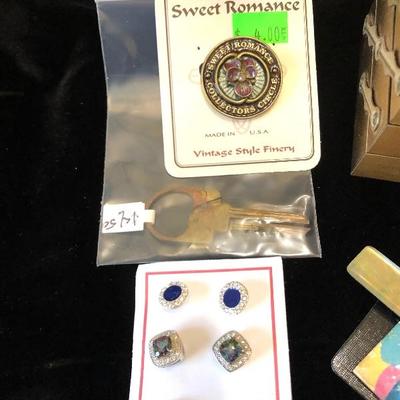 Sweet Romance
$ 4.00
SWEET ROMANCE
COLLECTORS CIRCLE
MADE IN U.S.A
Vintage Style Finery